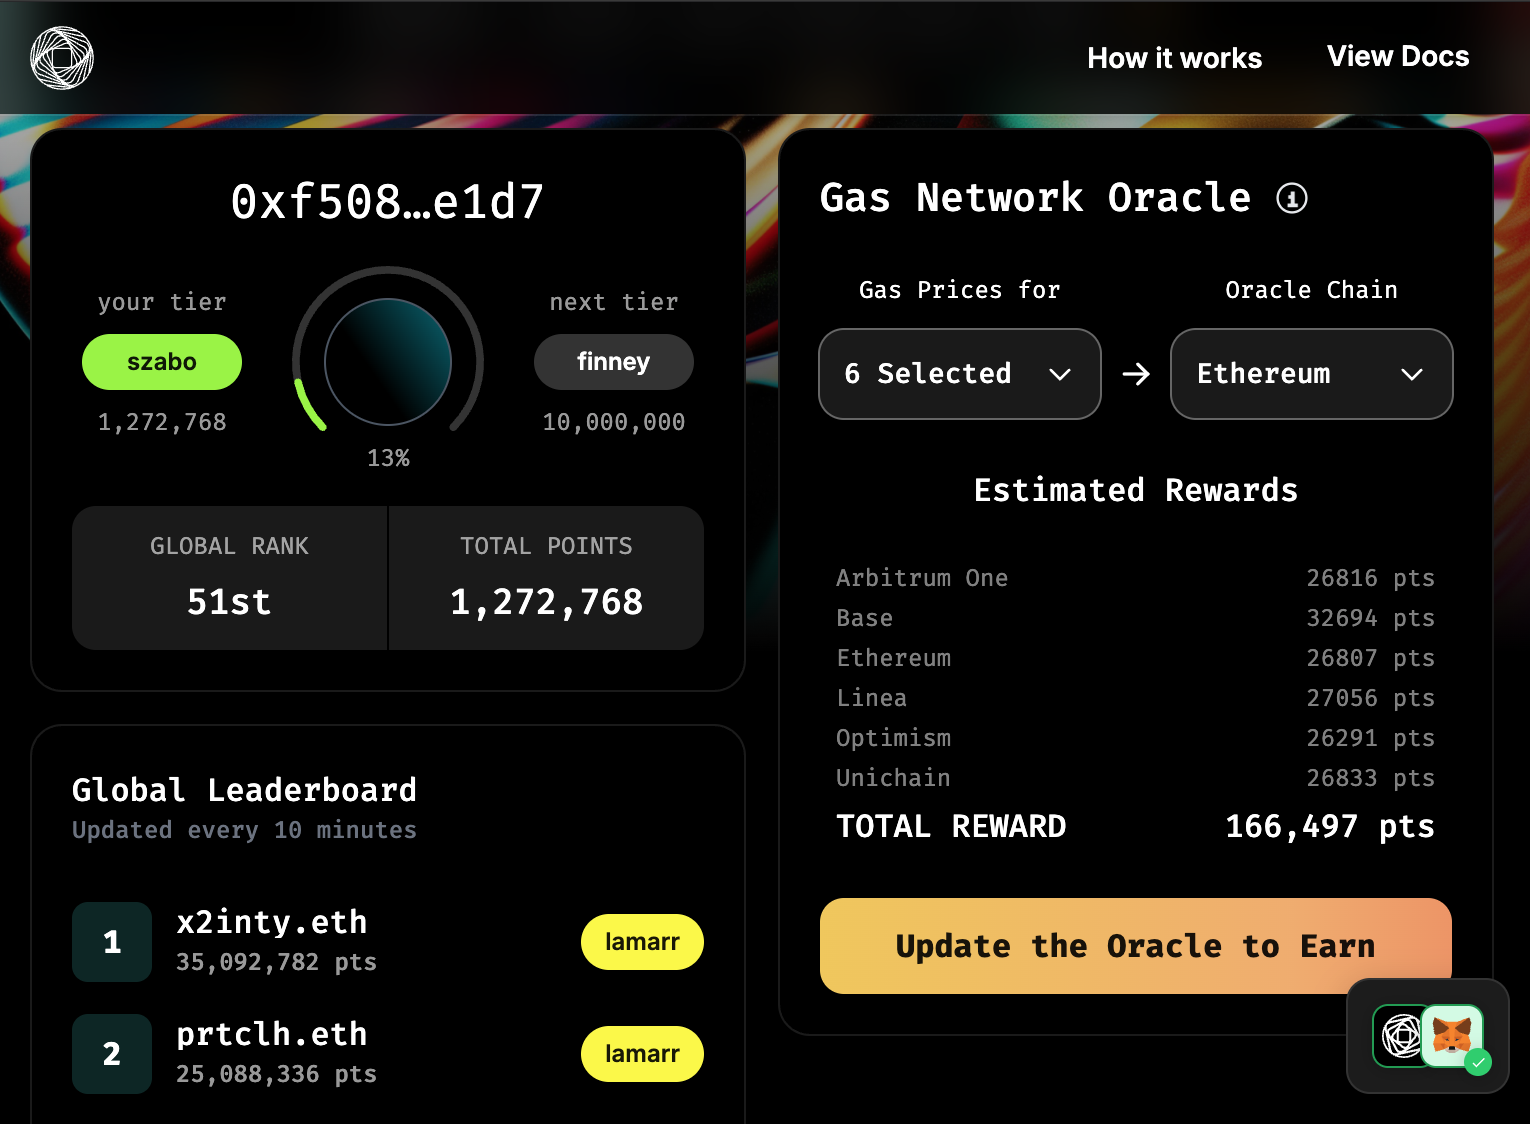 How it works
View Docs
0xf508…e1d7
your tier
szabo
1,272,768
13%
next tier
finney
10,000,000
GLOBAL RANK
51st
TOTAL POINTS
1,272,768
Global Leaderboard
Updated every 10 minutes
1
x2inty.eth
35,092,782 pts
lamarr
2
prtclh.eth
25,088,336 pts
lamarr
Gas Network Oracle
Gas Prices for
6 Selected
Oracle Chain
Ethereum
Estimated Rewards
Arbitrum One 26816 pts
Base 32694 pts
Ethereum 26807 pts
Linea 27056 pts
Optimism 26291 pts
Unichain 26833 pts
TOTAL REWARD 166,497 pts
Update the Oracle to Earn